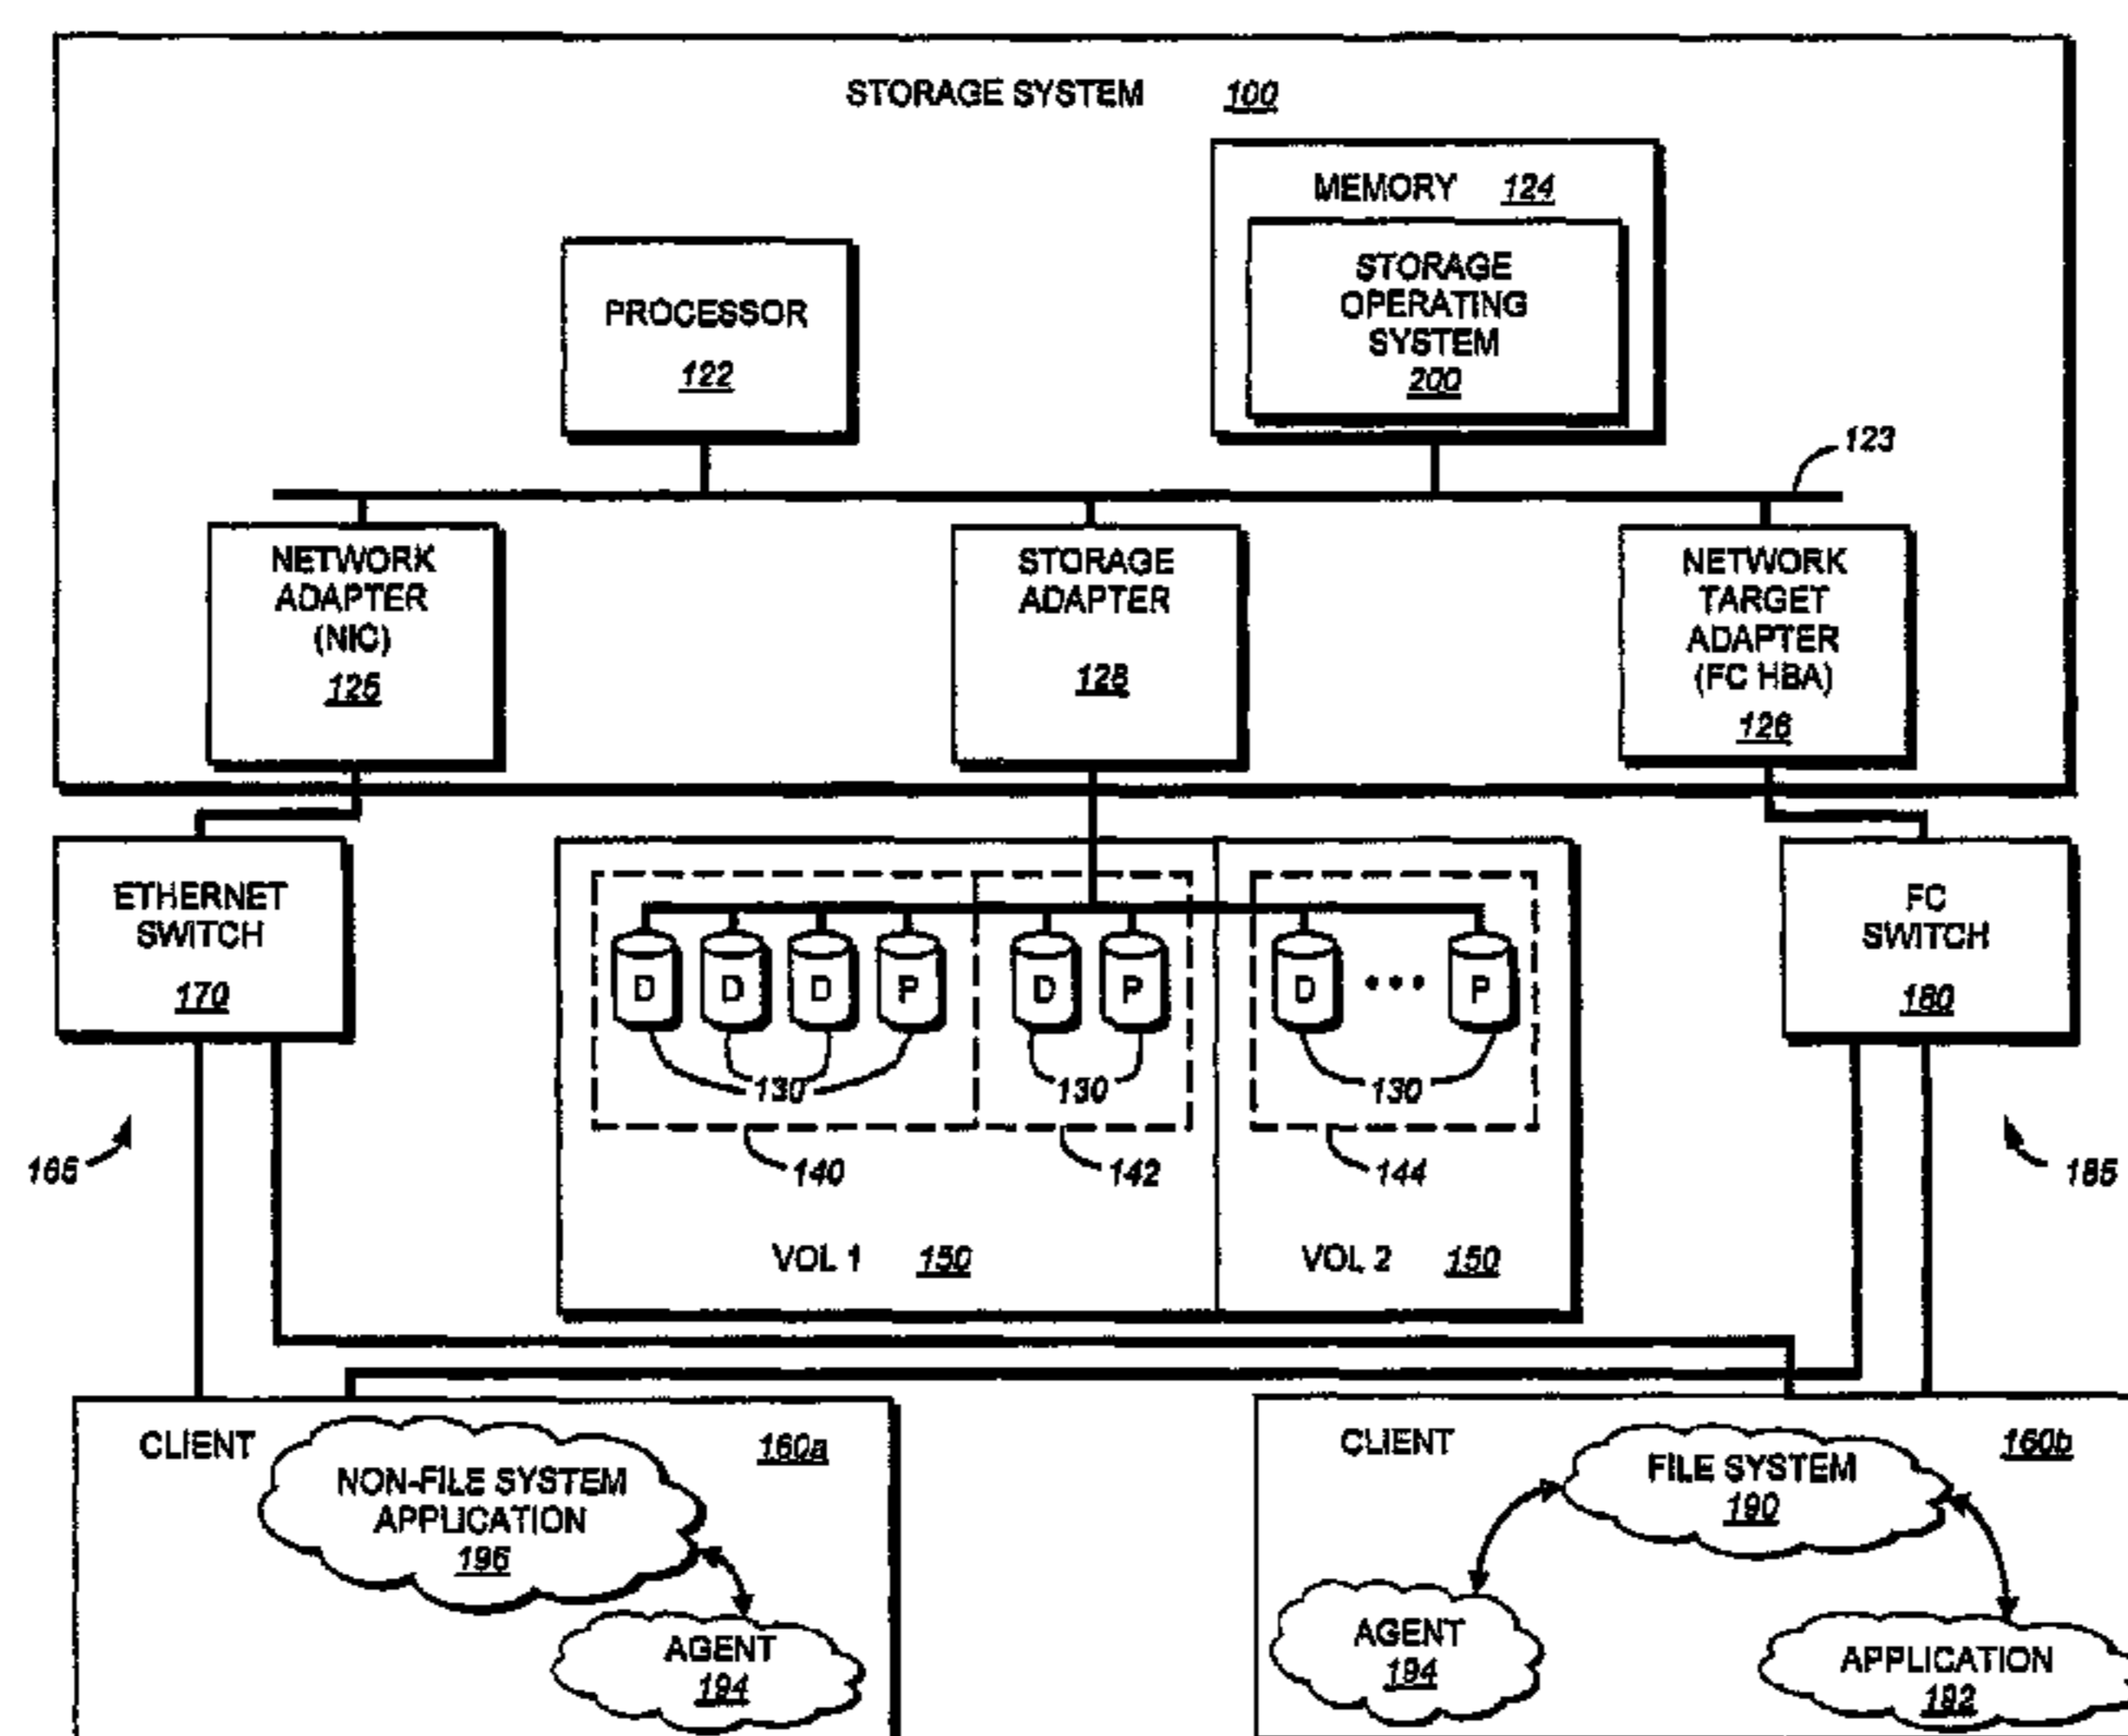 STORAGE SYSTEM 100
MEMORY 124
STORAGE
OPERATING
SYSTEM
200
PROCESSOR
122
123
NETWORK
ADAPTER
(NIC)
125
STORAGE
ADAPTER
128
NETWORK
TARGET
ADAPTER
(FC HBA)
126
ETHERNET
SWITCH
170
D
D
D
P
D
P
D
P
130
130
130
140
142
144
VOL 1 150
VOL 2 150
FC
SWITCH
180
165
185
CLIENT
160a
NON-FILE SYSTEM
APPLICATION
196
AGENT
194
CLIENT
160b
FILE SYSTEM
190
AGENT
194
APPLICATION
192